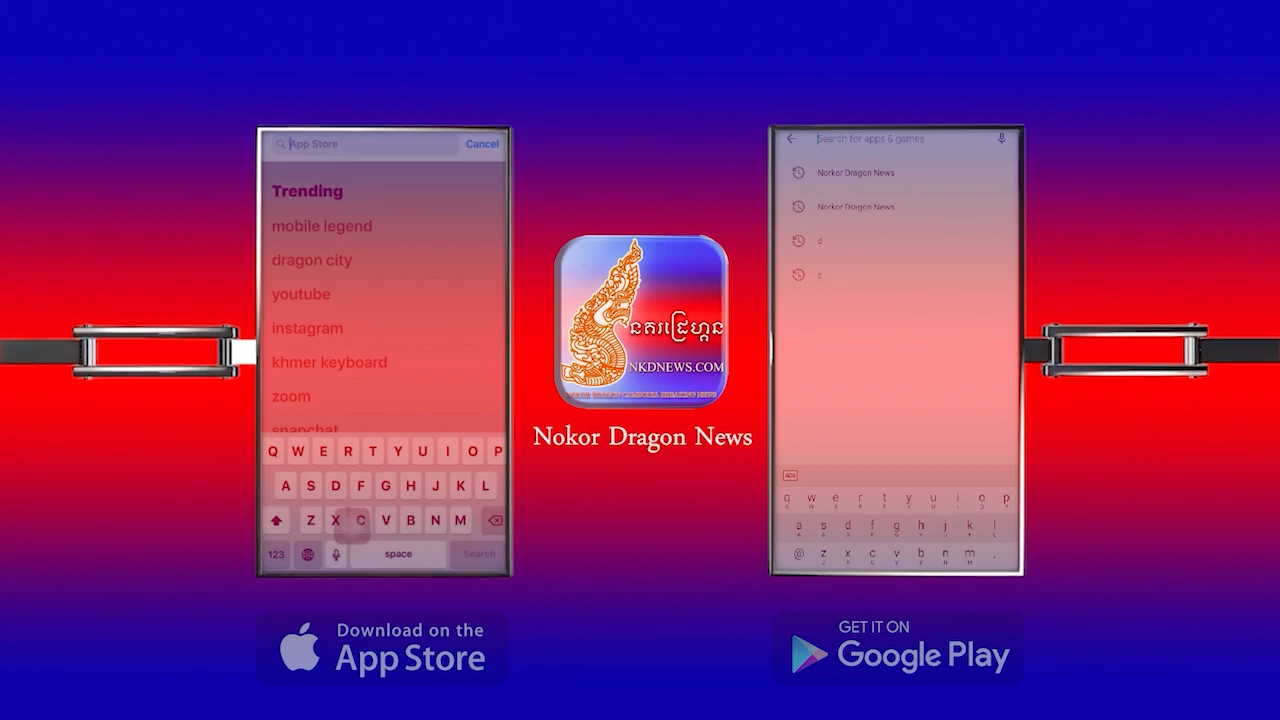 App Store
Cancel
Trending
mobile legend
dragon city
youtube
instagram
khmer keyboard
zoom
snapchat
Q W E R T Y U I O P
A S D F G H J K L
Z X C V B N M
123
space
Search
Download on the
App Store
នគរដ្រេហ្គន
NKDNEWS.COM
Nokor Dragon News
Search for apps & games
Norkor Dragon News
Norkor Dragon News
d
c
q w e r t y u i o p
a s d f g h j k l
@ z x c v b n m .
GET IT ON
Google Play